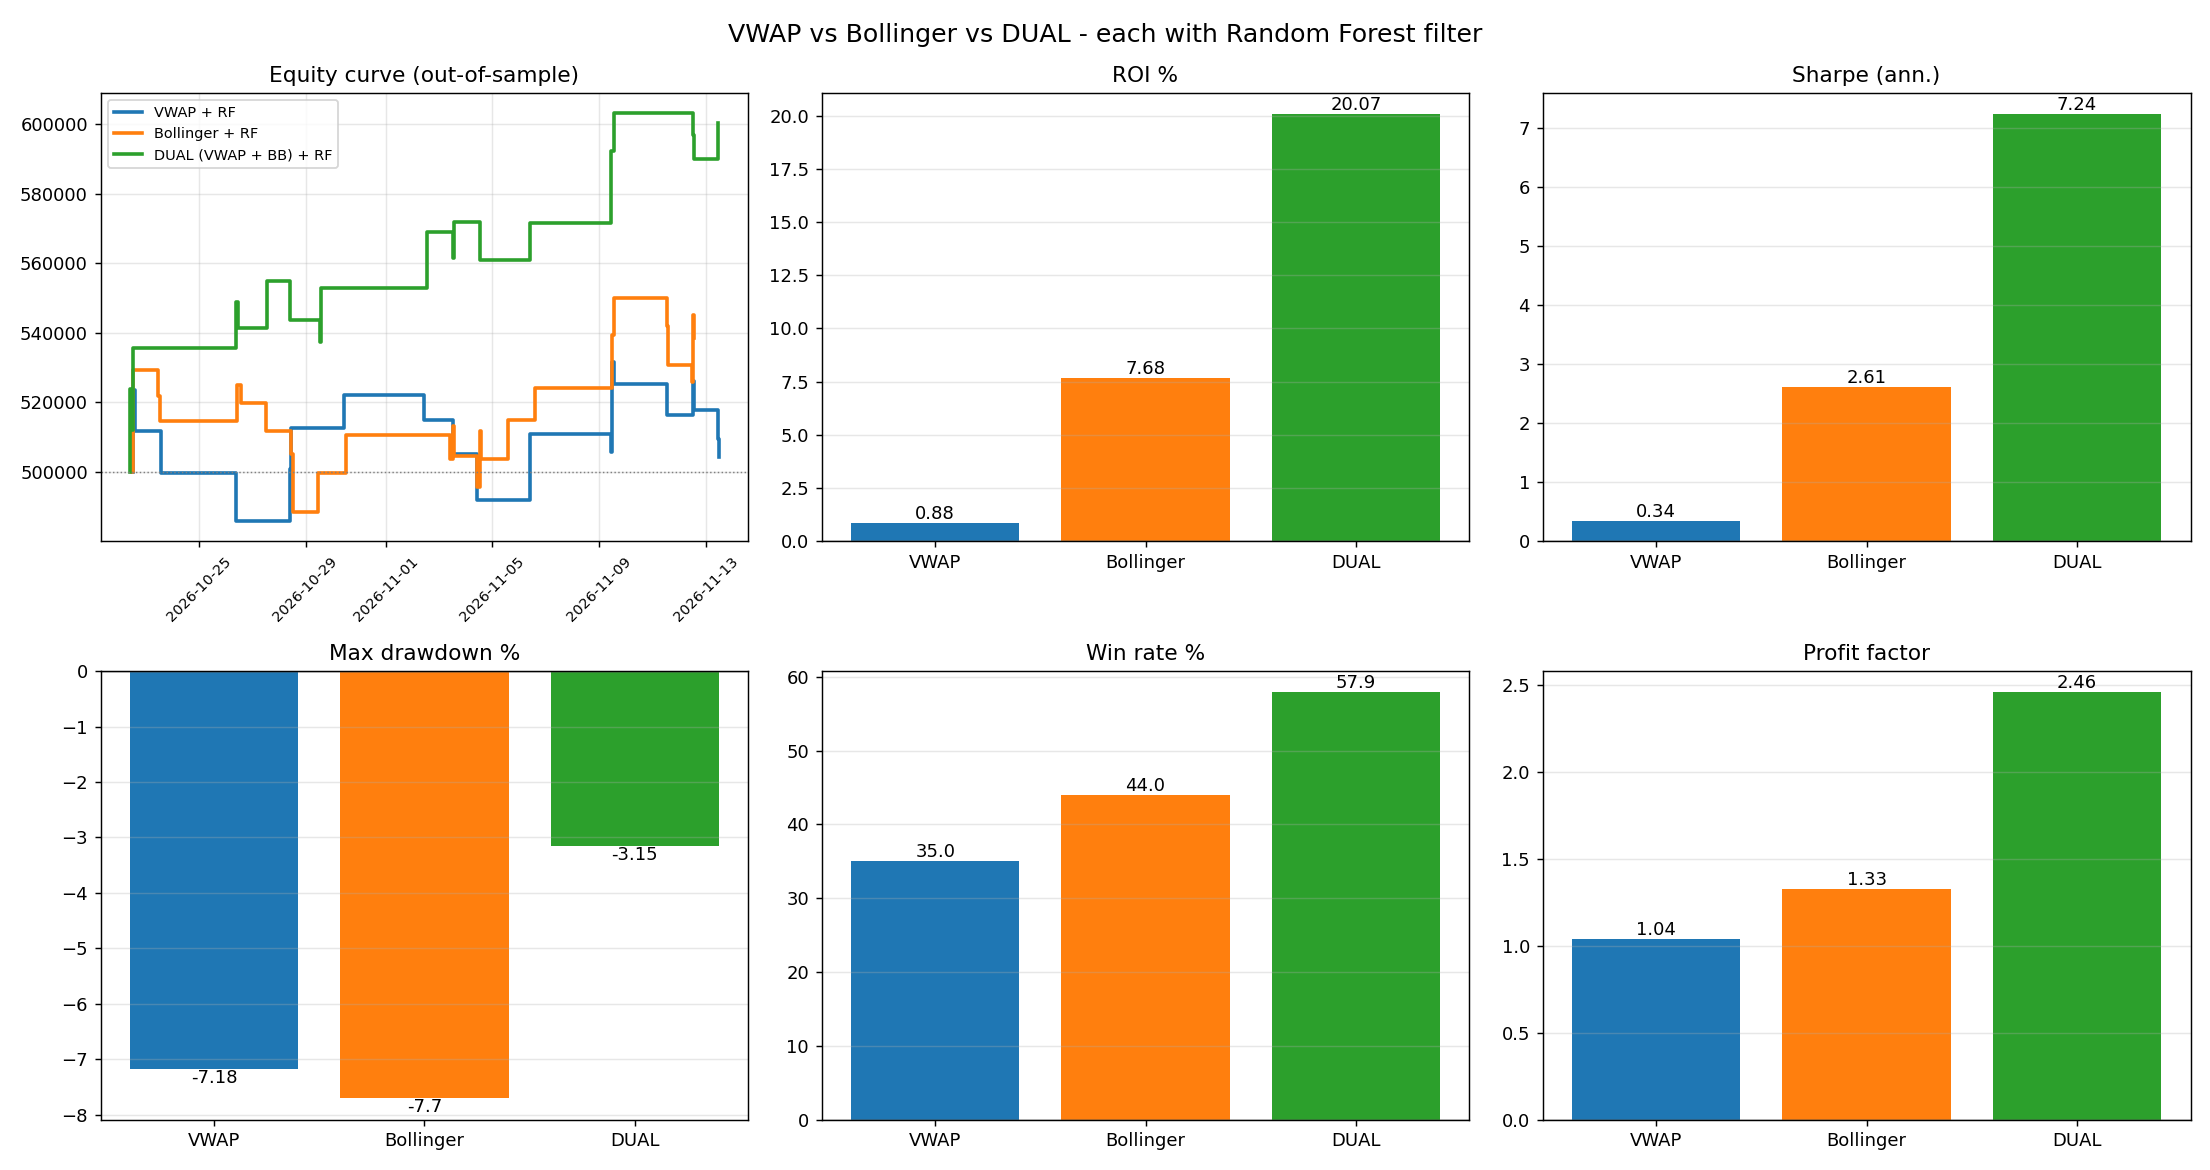 VWAP vs Bollinger vs DUAL - each with Random Forest filter
Equity curve (out-of-sample)
VWAP + RF
Bollinger + RF
DUAL (VWAP + BB) + RF
600000
580000
560000
540000
520000
500000
2026-10-25
2026-10-29
2026-11-01
2026-11-05
2026-11-09
2026-11-13
ROI %
20.0
17.5
15.0
12.5
10.0
7.5
5.0
2.5
0.0
0.88
7.68
20.07
VWAP
Bollinger
DUAL
Sharpe (ann.)
7
6
5
4
3
2
1
0
0.34
2.61
7.24
VWAP
Bollinger
DUAL
Max drawdown %
0
−1
−2
−3
−4
−5
−6
−7
−8
-7.18
-7.7
-3.15
VWAP
Bollinger
DUAL
Win rate %
60
50
40
30
20
10
0
35.0
44.0
57.9
VWAP
Bollinger
DUAL
Profit factor
2.5
2.0
1.5
1.0
0.5
0.0
1.04
1.33
2.46
VWAP
Bollinger
DUAL